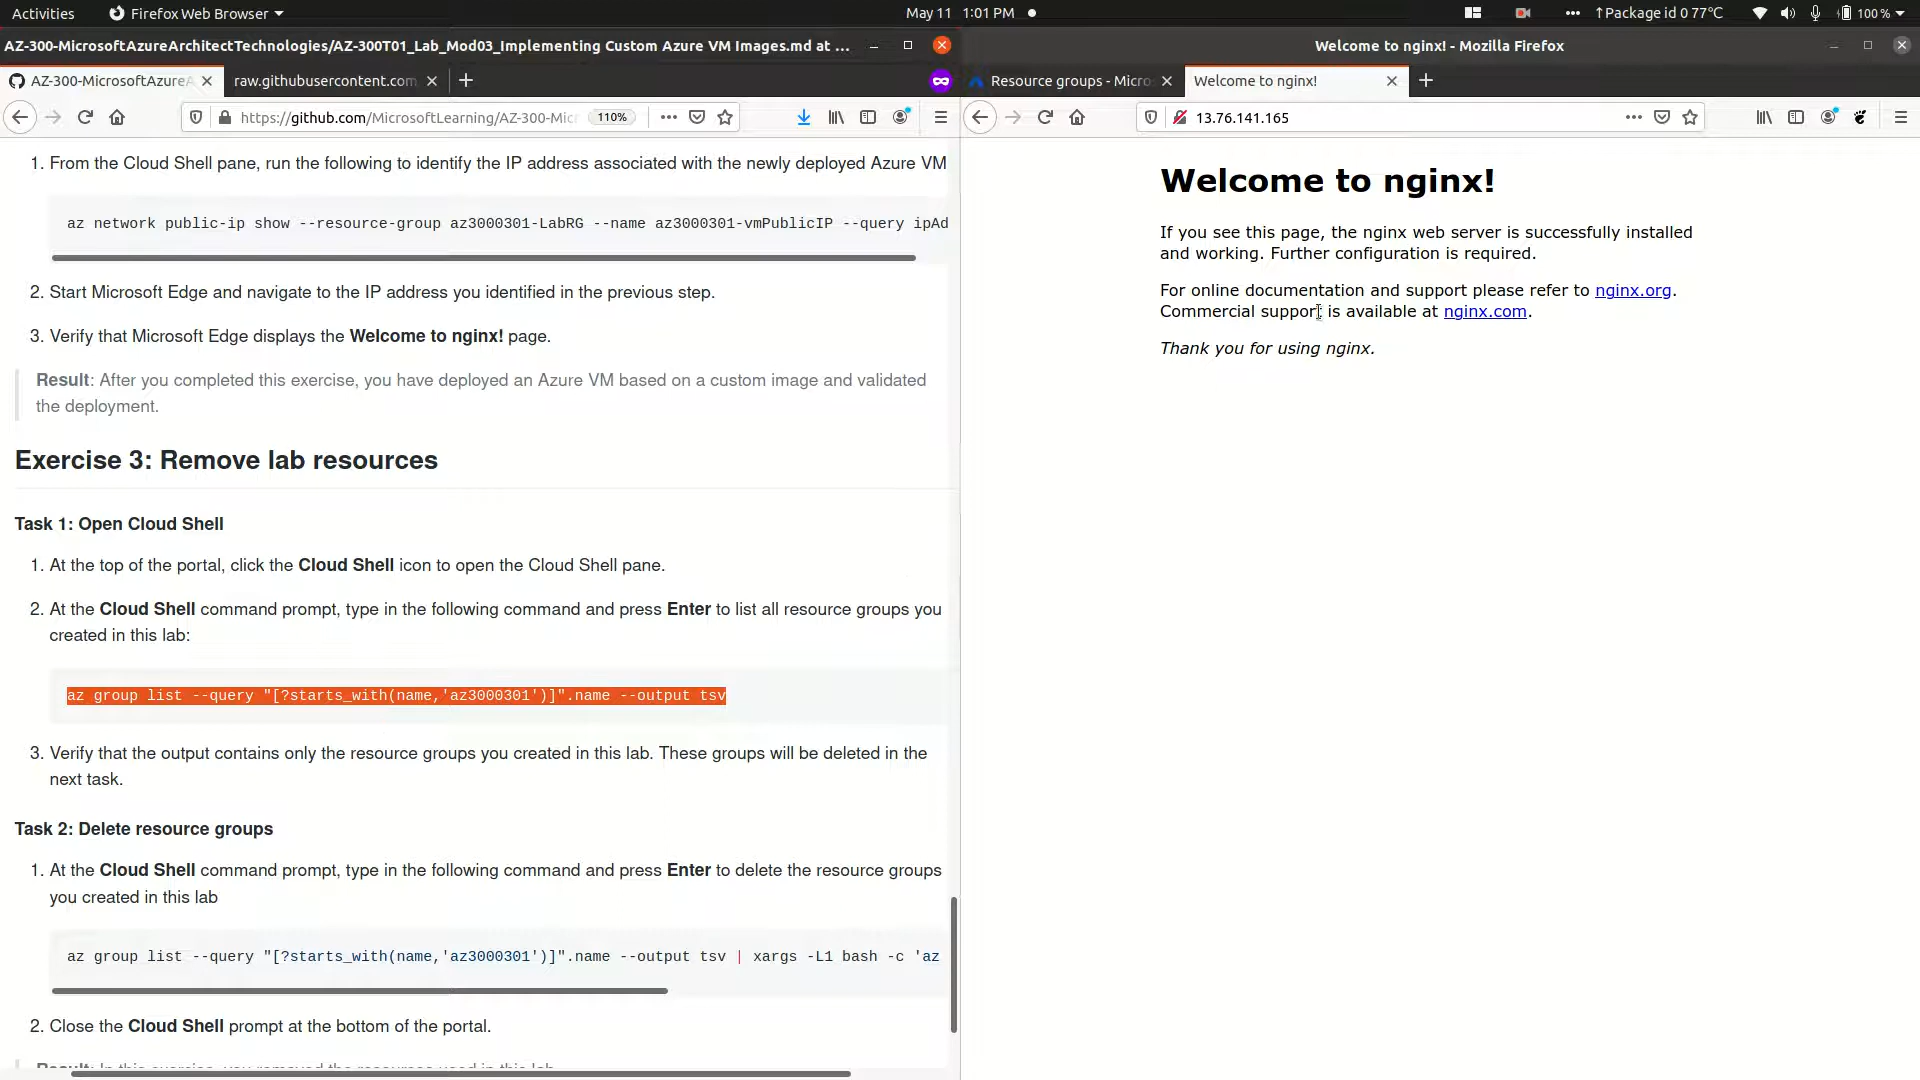 Activities
Firefox Web Browser
May 11 1:01 PM
↑Package id 0 77°C
100 %
AZ-300-MicrosoftAzureArchitectTechnologies/AZ-300T01_Lab_Mod03_Implementing Custom Azure VM Images.md at ...
AZ-300-MicrosoftAzureA
raw.githubusercontent.com
https://github.com/MicrosoftLearning/AZ-300-Mic
110%
1. From the Cloud Shell pane, run the following to identify the IP address associated with the newly deployed Azure VM
az network public-ip show --resource-group az3000301-LabRG --name az3000301-vmPublicIP --query ipAd
2. Start Microsoft Edge and navigate to the IP address you identified in the previous step.
3. Verify that Microsoft Edge displays the Welcome to nginx! page.
Result: After you completed this exercise, you have deployed an Azure VM based on a custom image and validated
the deployment.
Exercise 3: Remove lab resources
Task 1: Open Cloud Shell
1. At the top of the portal, click the Cloud Shell icon to open the Cloud Shell pane.
2. At the Cloud Shell command prompt, type in the following command and press Enter to list all resource groups you
created in this lab:
az group list --query "[?starts_with(name,'az3000301')]".name --output tsv
3. Verify that the output contains only the resource groups you created in this lab. These groups will be deleted in the
next task.
Task 2: Delete resource groups
1. At the Cloud Shell command prompt, type in the following command and press Enter to delete the resource groups
you created in this lab
az group list --query "[?starts_with(name,'az3000301')]".name --output tsv | xargs -L1 bash -c 'az
2. Close the Cloud Shell prompt at the bottom of the portal.
Result: In this exercise, you removed the resources used in this lab.
Welcome to nginx! - Mozilla Firefox
Resource groups - Micro
Welcome to nginx!
13.76.141.165
Welcome to nginx!
If you see this page, the nginx web server is successfully installed
and working. Further configuration is required.
For online documentation and support please refer to nginx.org.
Commercial support is available at nginx.com.
Thank you for using nginx.